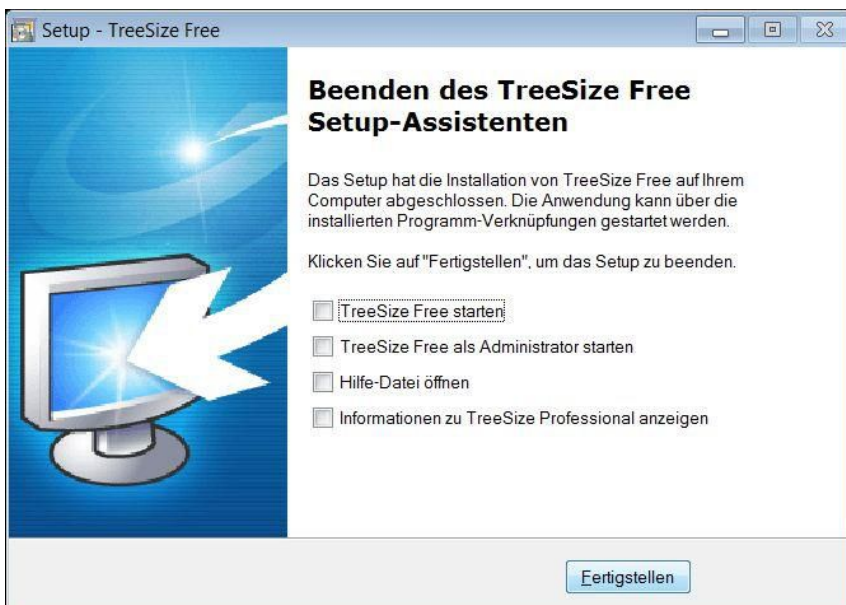 Setup - TreeSize Free
Beenden des TreeSize Free
Setup-Assistenten
Das Setup hat die Installation von TreeSize Free auf Ihrem
Computer abgeschlossen. Die Anwendung kann über die
installierten Programm-Verknüpfungen gestartet werden.
Klicken Sie auf "Fertigstellen", um das Setup zu beenden.
TreeSize Free starten
TreeSize Free als Administrator starten
Hilfe-Datei öffnen
Informationen zu TreeSize Professional anzeigen
Fertigstellen